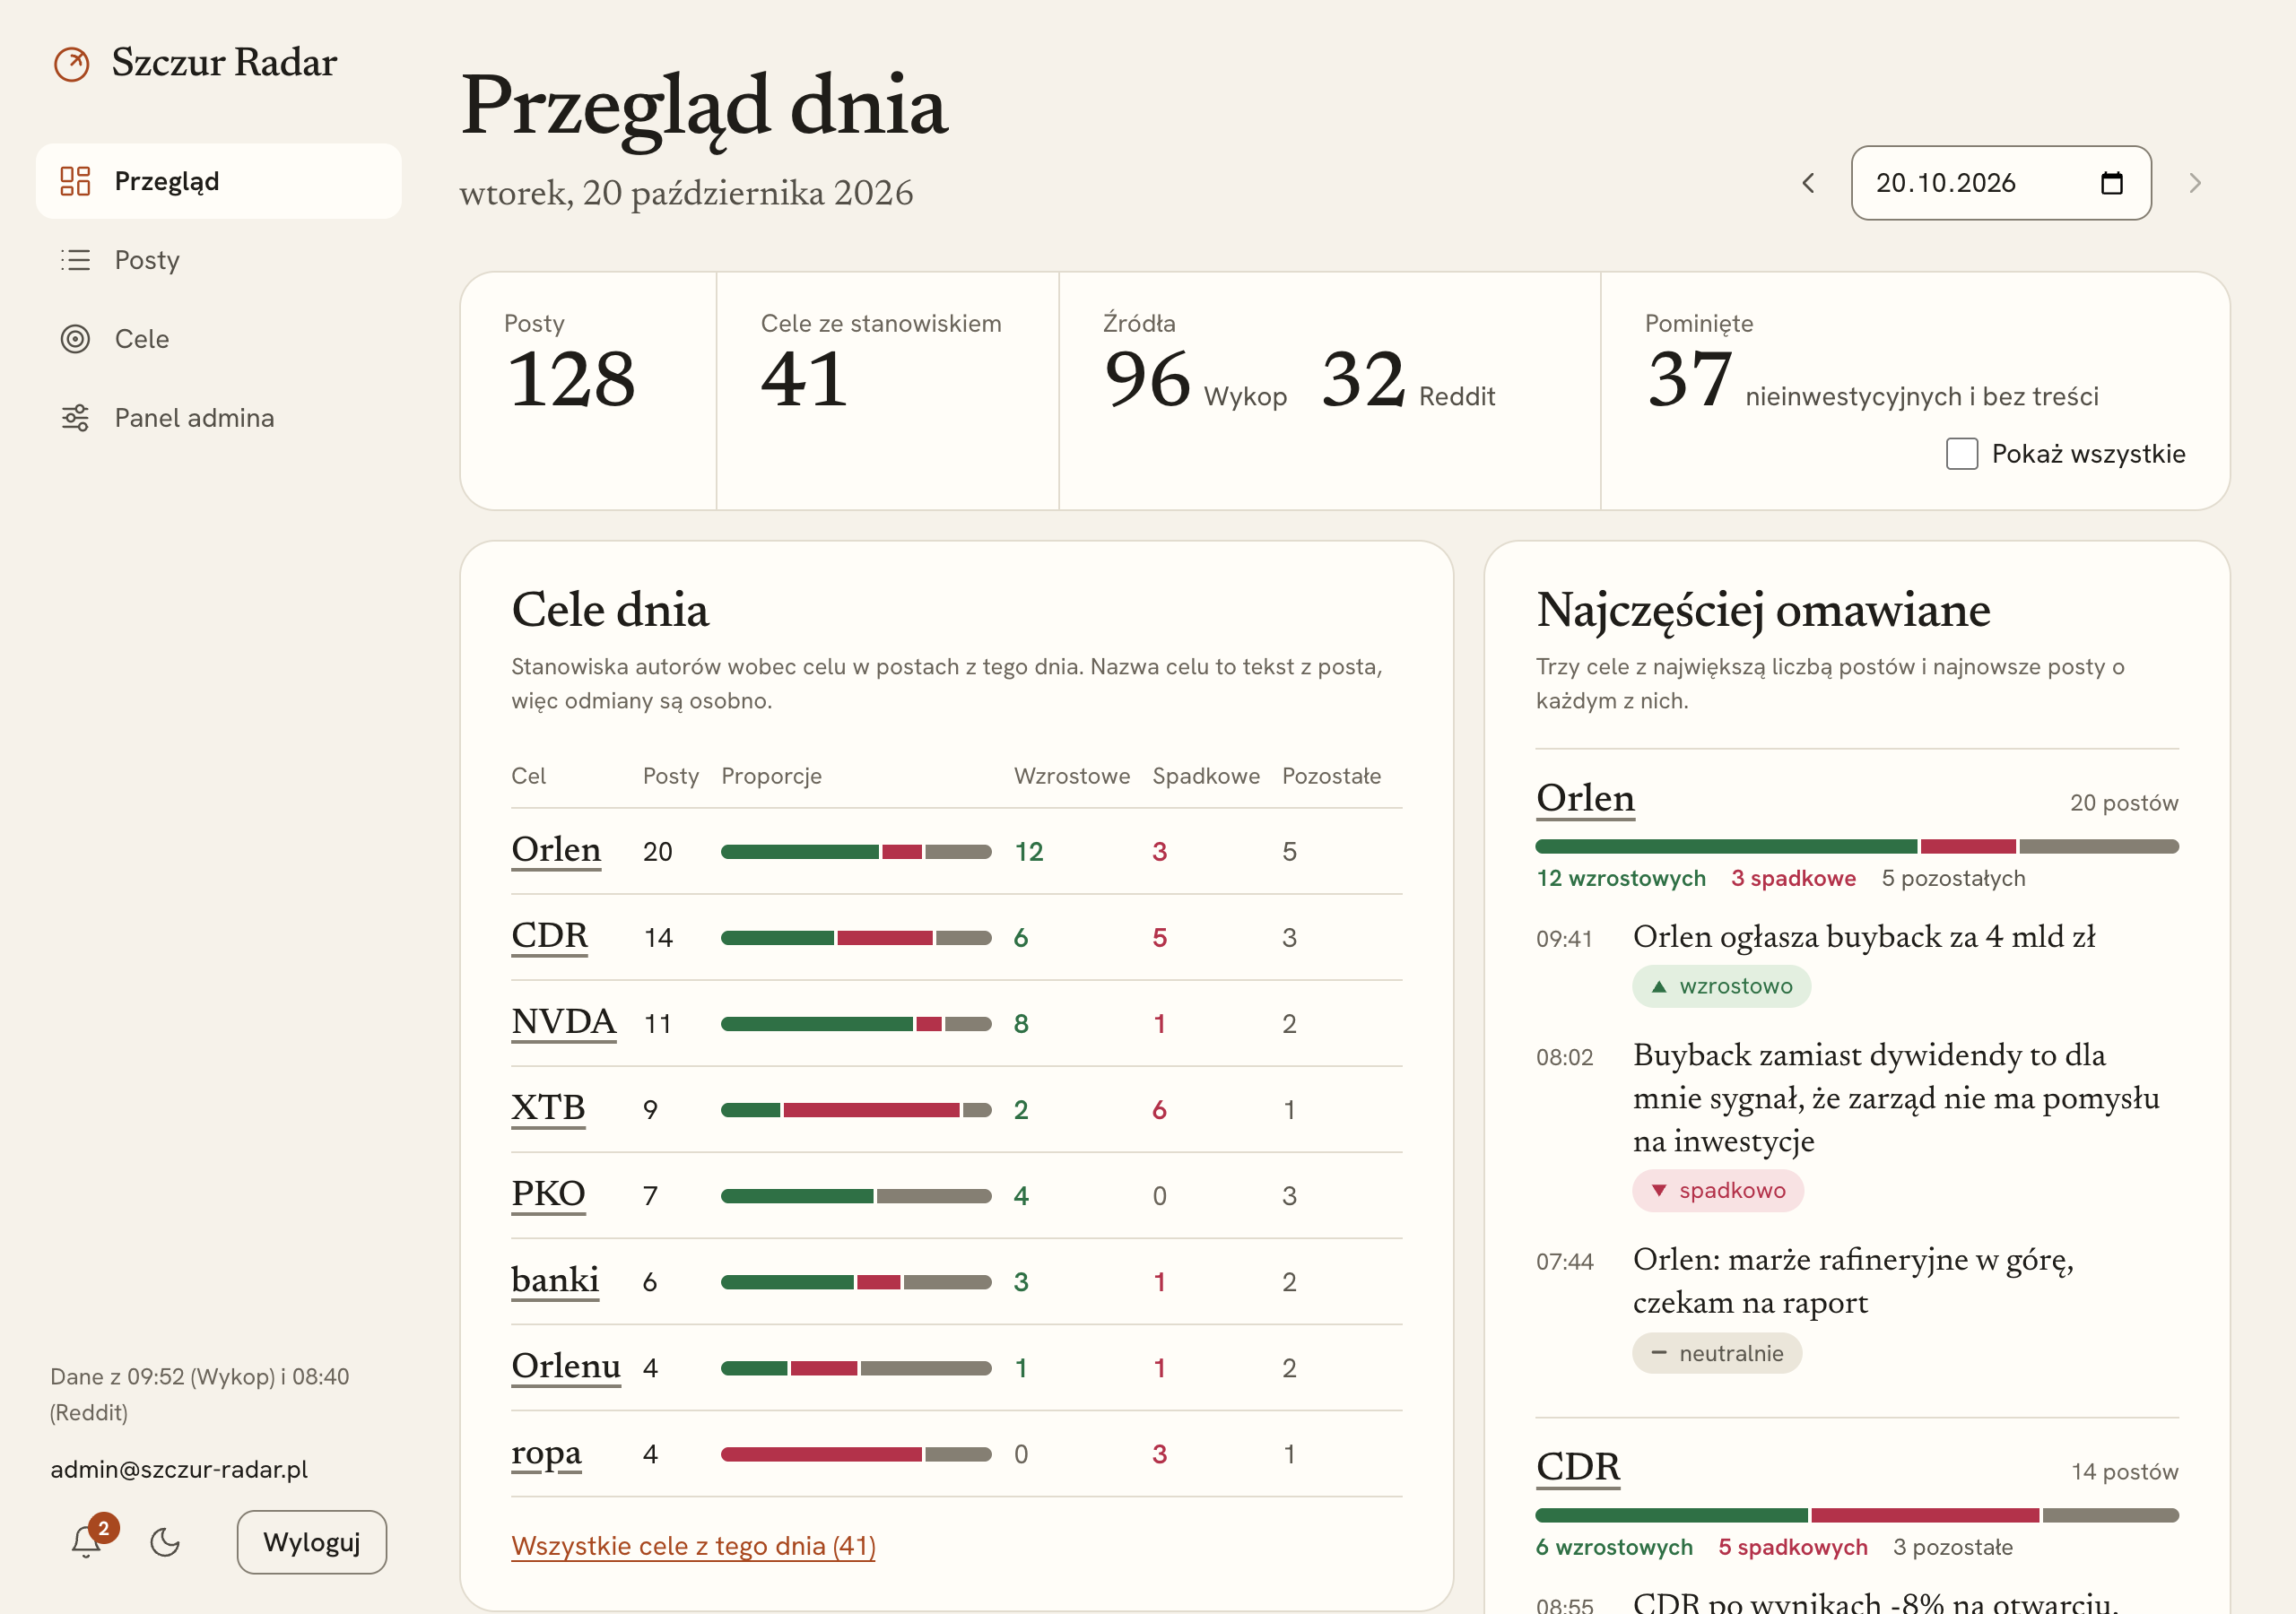 Szczur Radar
Przegląd
Posty
Cele
Panel admina
Dane z 09:52 (Wykop) i 08:40
(Reddit)
admin@szczur-radar.pl
2
Wyloguj
Przegląd dnia
wtorek, 20 października 2026
20.10.2026
Posty
128
Cele ze stanowiskiem
41
Źródła
96 Wykop 32 Reddit
Pominięte
37 nieinwestycyjnych i bez treści
Pokaż wszystkie
Cele dnia
Stanowiska autorów wobec celu w postach z tego dnia. Nazwa celu to tekst z posta,
więc odmiany są osobno.
Cel Posty Proporcje Wzrostowe Spadkowe Pozostałe
Orlen 20 12 3 5
CDR 14 6 5 3
NVDA 11 8 1 2
XTB 9 2 6 1
PKO 7 4 0 3
banki 6 3 1 2
Orlenu 4 1 1 2
ropa 4 0 3 1
Wszystkie cele z tego dnia (41)
Najczęściej omawiane
Trzy cele z największą liczbą postów i najnowsze posty o
każdym z nich.
Orlen 20 postów
12 wzrostowych 3 spadkowe 5 pozostałych
09:41 Orlen ogłasza buyback za 4 mld zł
wzrostowo
08:02 Buyback zamiast dywidendy to dla
mnie sygnał, że zarząd nie ma pomysłu
na inwestycje
spadkowo
07:44 Orlen: marże rafineryjne w górę,
czekam na raport
neutralnie
CDR 14 postów
6 wzrostowych 5 spadkowych 3 pozostałe
08:55 CDR po wynikach -8% na otwarciu.